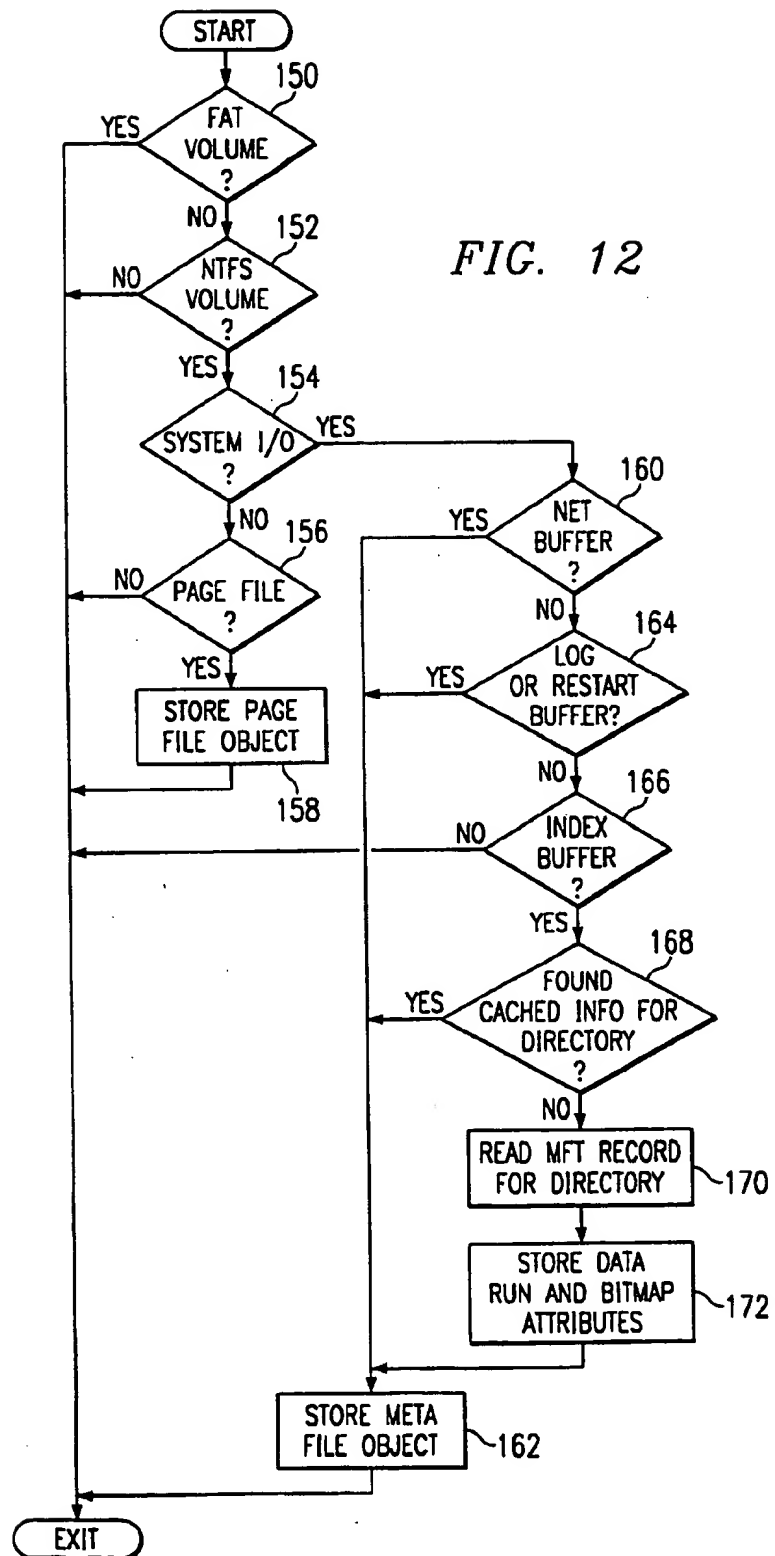 START
150
YES
FAT
VOLUME
?
NO
152
FIG. 12
NO
NTFS
VOLUME
?
YES
154
SYSTEM I/O
?
YES
NO
156
NO
PAGE FILE
?
YES
STORE PAGE
FILE OBJECT
158
160
YES
NET
BUFFER
?
NO
164
YES
LOG
OR RESTART
BUFFER?
NO
166
NO
INDEX
BUFFER
?
YES
168
YES
FOUND
CACHED INFO FOR
DIRECTORY
?
NO
READ MFT RECORD
FOR DIRECTORY
170
STORE DATA
RUN AND BITMAP
ATTRIBUTES
172
STORE META
FILE OBJECT
162
EXIT